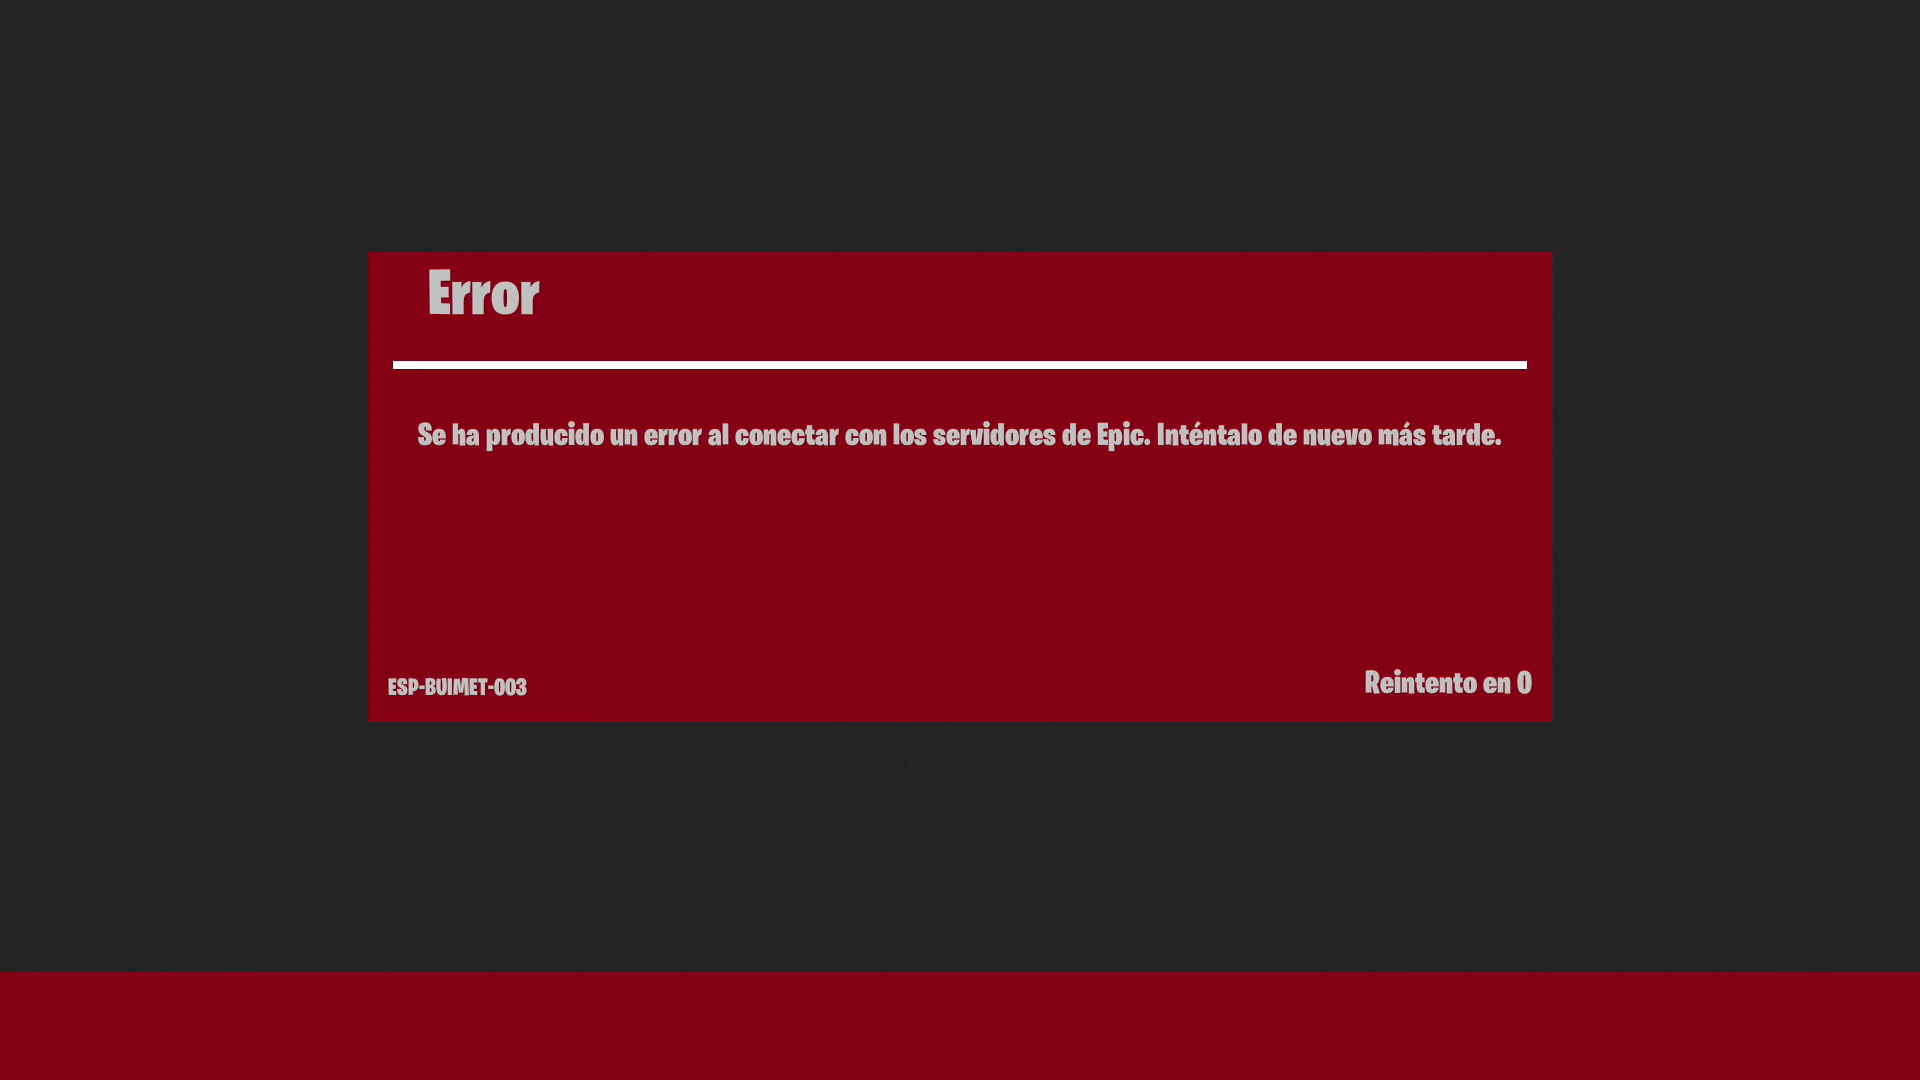 Error
Se ha producido un error al conectar con los servidores de Epic. Inténtalo de nuevo más tarde.
ESP-BUIMET-003
Reintento en 0